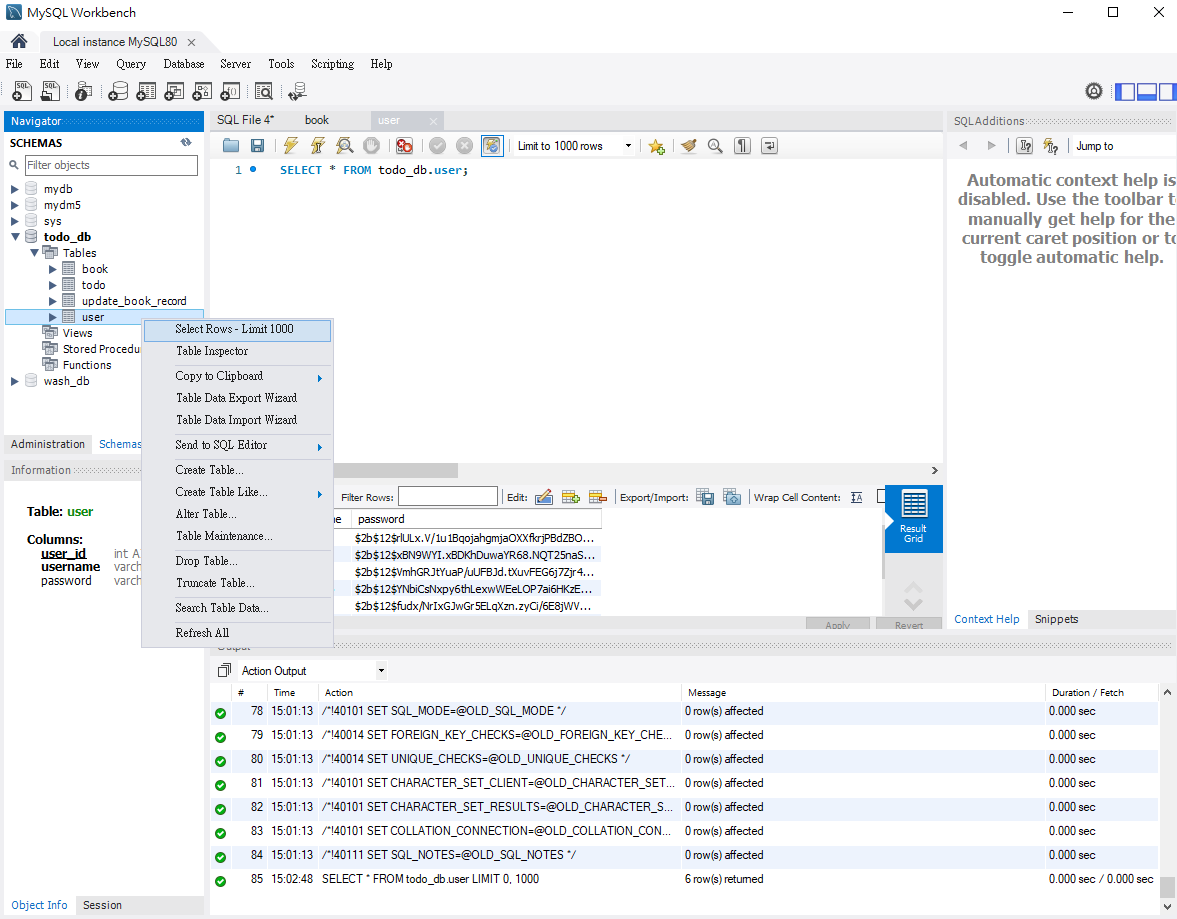 MySQL Workbench
Local instance MySQL80
File Edit View Query Database Server Tools Scripting Help
Navigator
SCHEMAS
Filter objects
mydb
mydm5
sys
todo_db
Tables
book
todo
update_book_record
user
Views
Stored Procedu
Functions
wash_db
Select Rows - Limit 1000
Table Inspector
Copy to Clipboard
Table Data Export Wizard
Table Data Import Wizard
Send to SQL Editor
Create Table...
Create Table Like...
Alter Table...
Table Maintenance...
Drop Table...
Truncate Table...
Search Table Data...
Refresh All
Administration Schemas
Information
Table: user
Columns:
user_id int A
username varch
password varch
Object Info Session
SQL File 4* book user
Limit to 1000 rows
1 SELECT * FROM todo_db.user;
Filter Rows: Edit: Export/Import: Wrap Cell Content:
password
$2b$12$rlULx.V/1u1BqojahgmjaOXXfkrjPBdZBO...
$2b$12$xBN9WYI.xBDKhDuwaYR68.NQT25naS...
$2b$12$VmhGRJtYuaP/uUFBJd.tXuvFEG6j7Zjr4...
$2b$12$YNbiCsNxpy6thLexwWEeLOP7ai6HKzE...
$2b$12$fudx/NrIxGJwGr5ELqXzn.zyCi/6E8jWV...
Result
Grid
Apply Revert
SQLAdditions
Jump to
Automatic context help is
disabled. Use the toolbar t
manually get help for the
current caret position or to
toggle automatic help.
Context Help Snippets
Output
Action Output
# Time Action Message Duration / Fetch
78 15:01:13 /*!40101 SET SQL_MODE=@OLD_SQL_MODE */ 0 row(s) affected 0.000 sec
79 15:01:13 /*!40014 SET FOREIGN_KEY_CHECKS=@OLD_FOREIGN_KEY_CHE... 0 row(s) affected 0.000 sec
80 15:01:13 /*!40014 SET UNIQUE_CHECKS=@OLD_UNIQUE_CHECKS */ 0 row(s) affected 0.000 sec
81 15:01:13 /*!40101 SET CHARACTER_SET_CLIENT=@OLD_CHARACTER_SET... 0 row(s) affected 0.000 sec
82 15:01:13 /*!40101 SET CHARACTER_SET_RESULTS=@OLD_CHARACTER_S... 0 row(s) affected 0.000 sec
83 15:01:13 /*!40101 SET COLLATION_CONNECTION=@OLD_COLLATION_CON... 0 row(s) affected 0.000 sec
84 15:01:13 /*!40111 SET SQL_NOTES=@OLD_SQL_NOTES */ 0 row(s) affected 0.000 sec
85 15:02:48 SELECT * FROM todo_db.user LIMIT 0, 1000 6 row(s) returned 0.000 sec / 0.000 sec